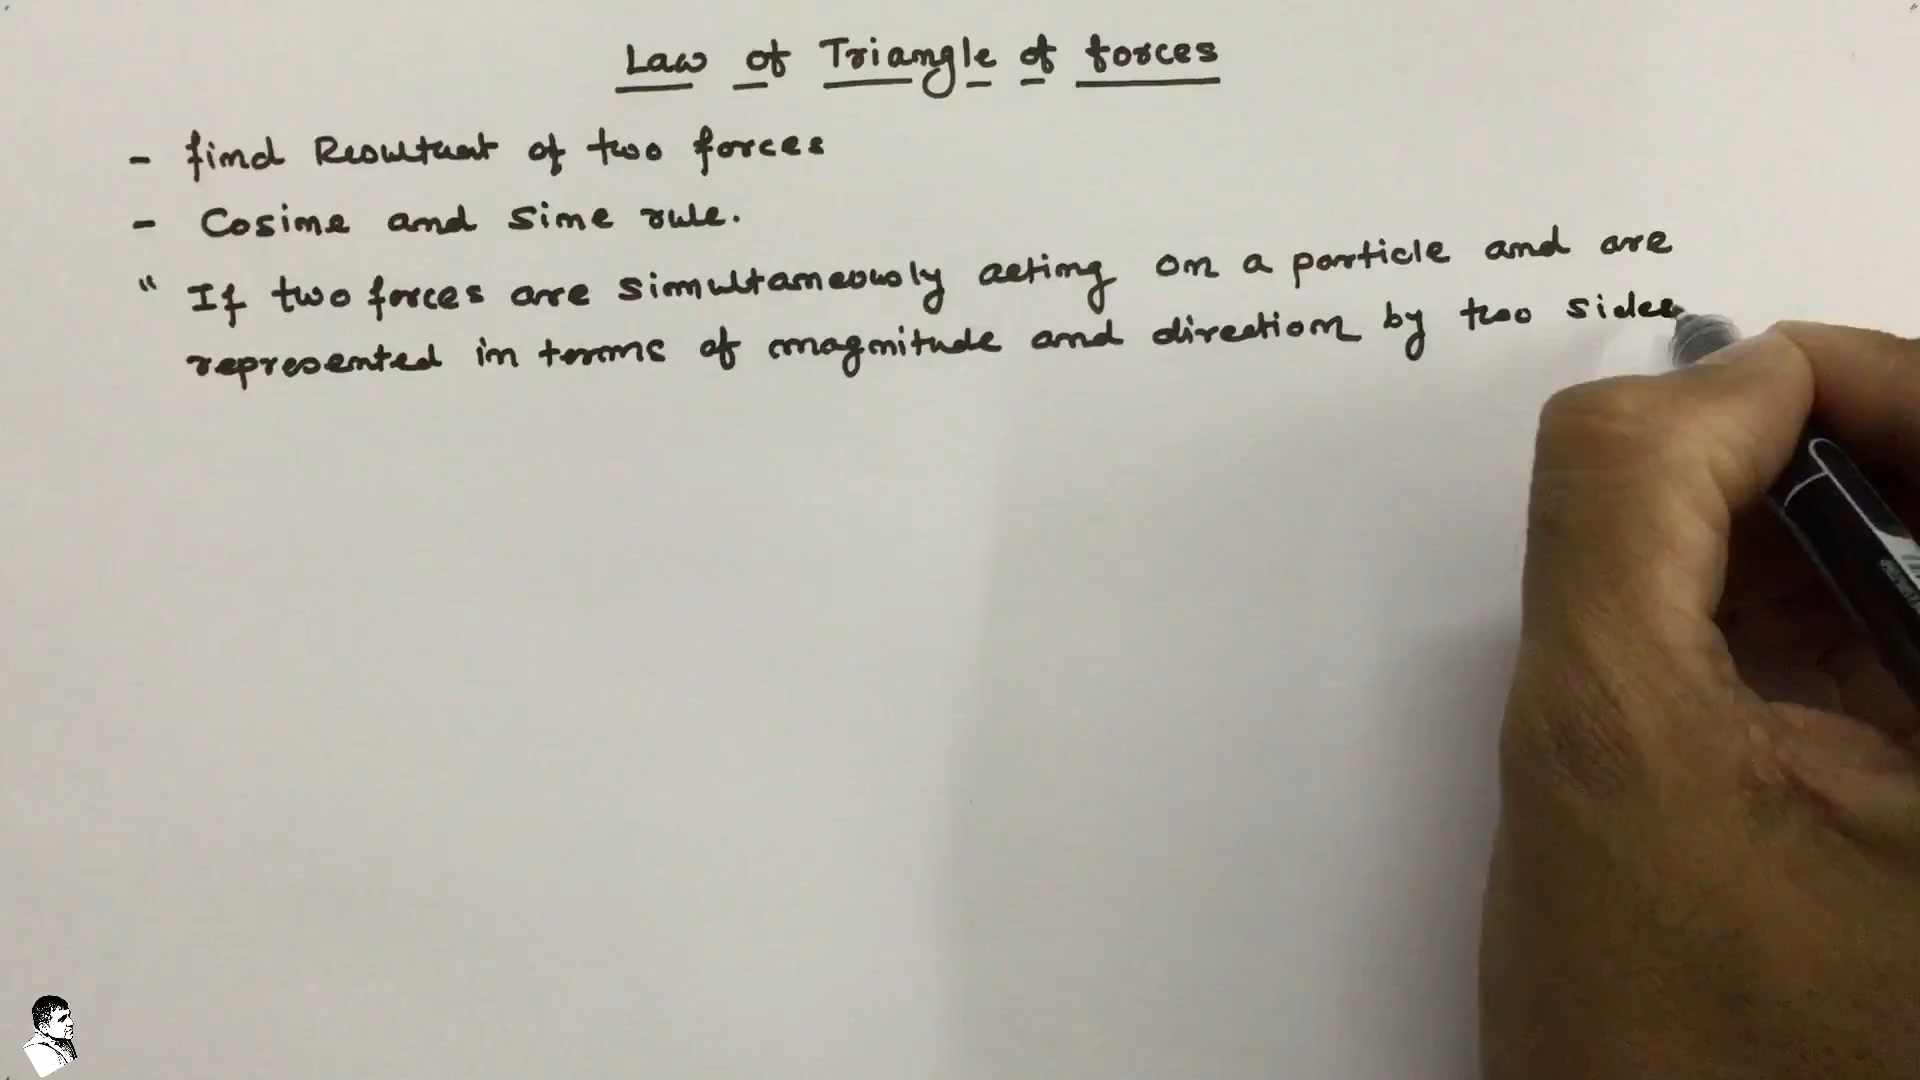 Law of Triangle of forces
- find Resultant of two forces
- Cosine and Sine rule.
" If two forces are simultaneously acting on a particle and are
represented in terms of magnitude and direction by two sides